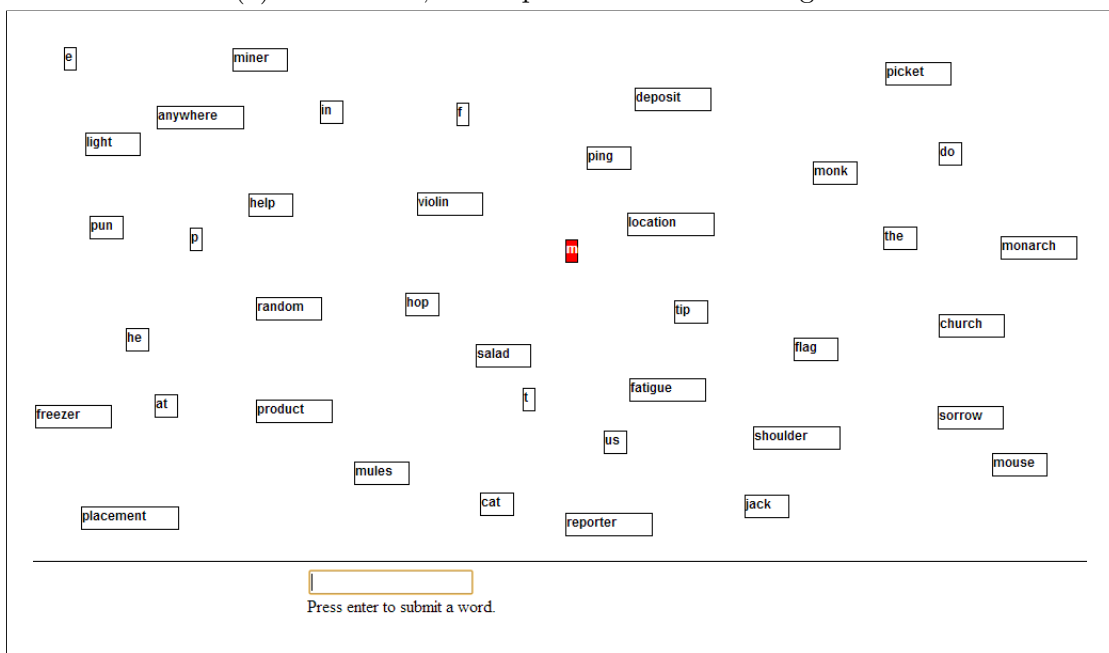 e
miner
picket
deposit
anywhere
in
f
light
ping
do
monk
help
violin
pun
location
p
the
monarch
m
random
hop
tip
church
he
salad
flag
fatigue
t
at
freezer
product
sorrow
us
shoulder
mouse
mules
cat
jack
placement
reporter
Press enter to submit a word.